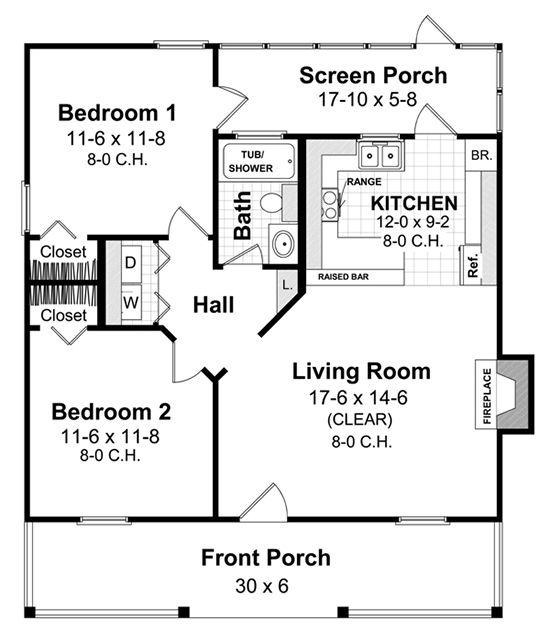 Screen Porch
17-10 x 5-8
Bedroom 1
11-6 x 11-8
8-0 C.H.
TUB/
SHOWER
Bath
RANGE
BR.
KITCHEN
12-0 x 9-2
8-0 C.H.
Ref.
RAISED BAR
Closet
Closet
D
W
L.
Hall
Living Room
17-6 x 14-6
(CLEAR)
8-0 C.H.
FIREPLACE
Bedroom 2
11-6 x 11-8
8-0 C.H.
Front Porch
30 x 6